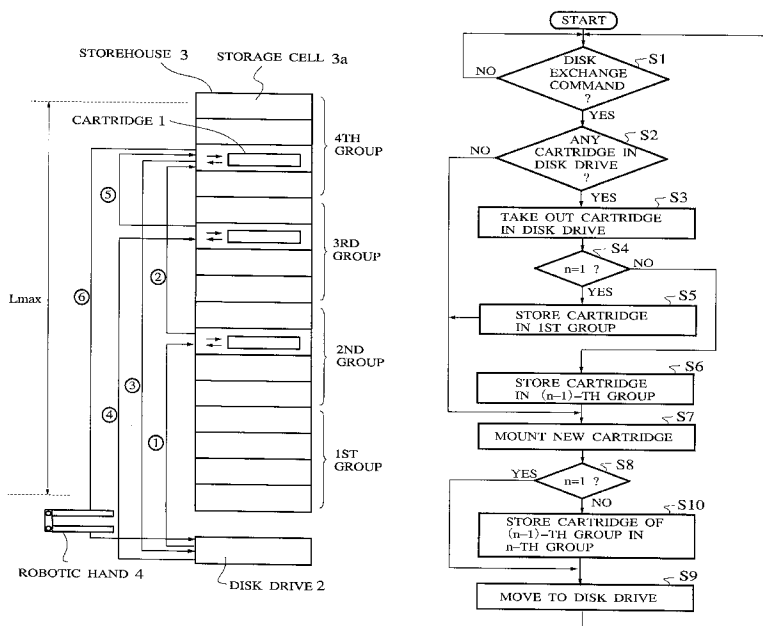 STOREHOUSE 3
STORAGE CELL 3a
CARTRIDGE 1
4TH
GROUP
3RD
GROUP
2ND
GROUP
1ST
GROUP
Lmax
⑤
②
⑥
③
④
①
ROBOTIC HAND 4
DISK DRIVE 2
START
S1
DISK
EXCHANGE
COMMAND
?
NO
YES
S2
ANY
CARTRIDGE IN
DISK DRIVE
?
NO
YES
S3
TAKE OUT CARTRIDGE
IN DISK DRIVE
S4
n=1 ?
NO
YES
S5
STORE CARTRIDGE
IN 1ST GROUP
S6
STORE CARTRIDGE
IN (n-1)-TH GROUP
S7
MOUNT NEW CARTRIDGE
S8
YES
n=1 ?
NO
S10
STORE CARTRIDGE OF
(n-1)-TH GROUP IN
n-TH GROUP
S9
MOVE TO DISK DRIVE